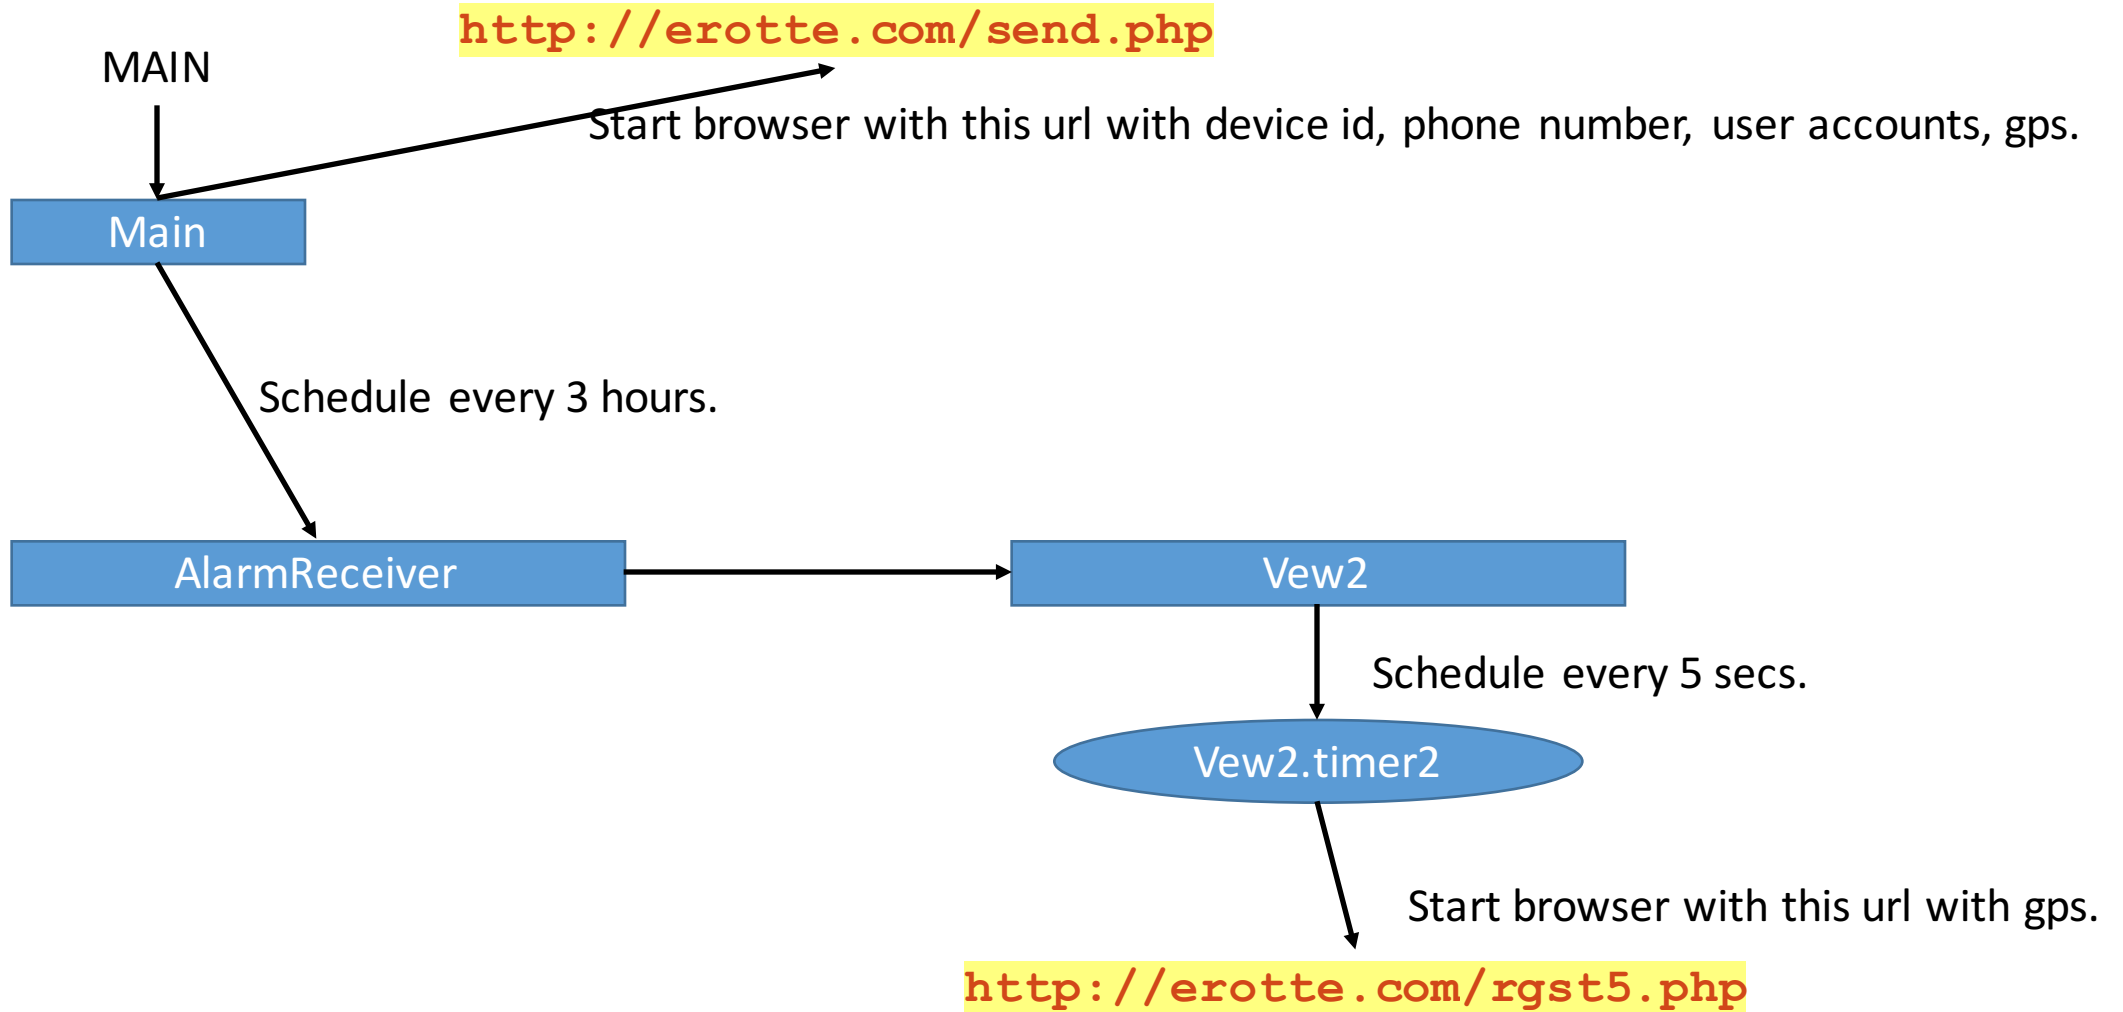 http://erotte.com/send.php
MAIN
Start browser with this url with device id, phone number, user accounts, gps.
Main
Schedule every 3 hours.
AlarmReceiver
Vew2
Schedule every 5 secs.
Vew2.timer2
Start browser with this url with gps.
http://erotte.com/rgst5.php